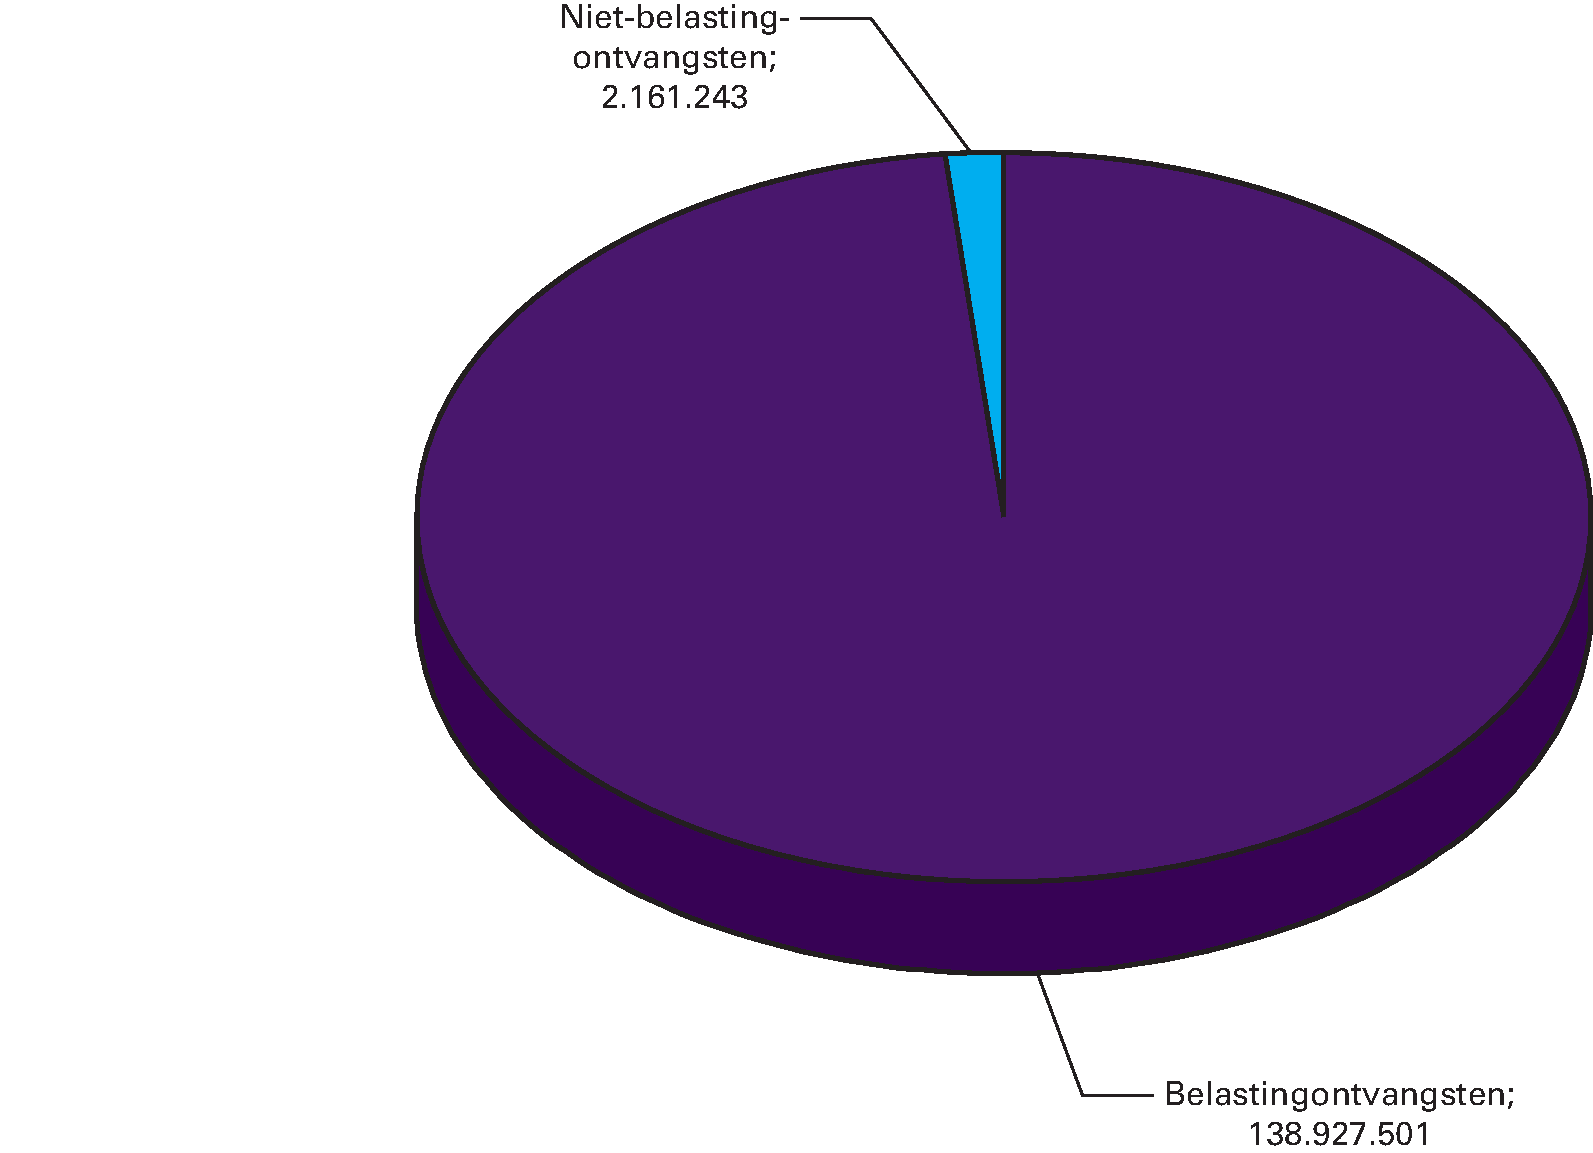 Niet-belasting-
ontvangsten;
2.161.243
Belastingontvangsten;
138.927.501